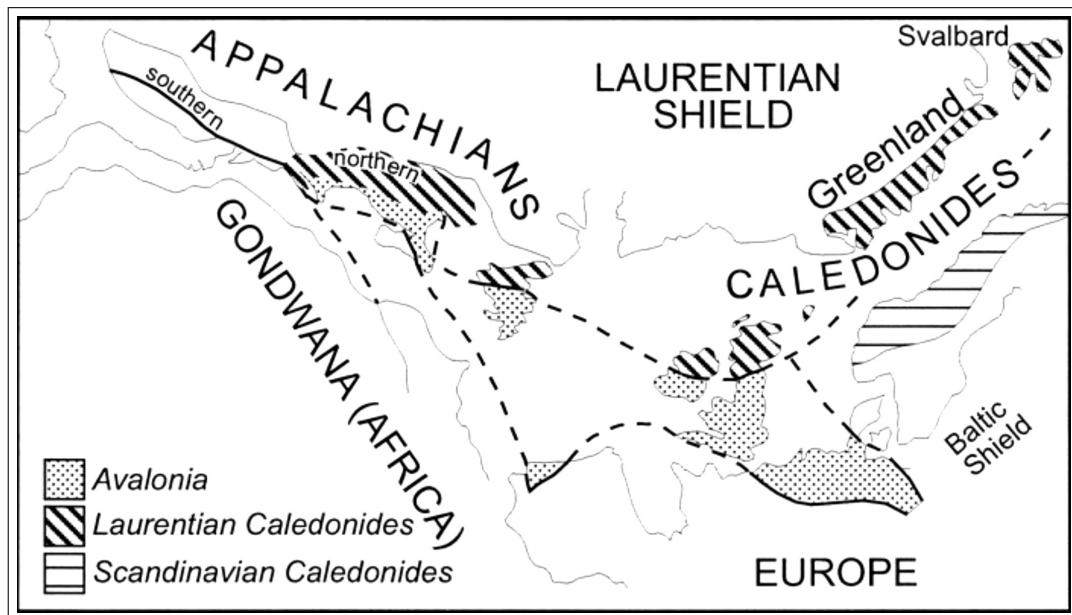 Svalbard
APPALACHIANS
LAURENTIAN
SHIELD
southern
Greenland
northern
CALEDONIDES
GONDWANA (AFRICA)
Baltic
Shield
Avalonia
Laurentian Caledonides
Scandinavian Caledonides
EUROPE